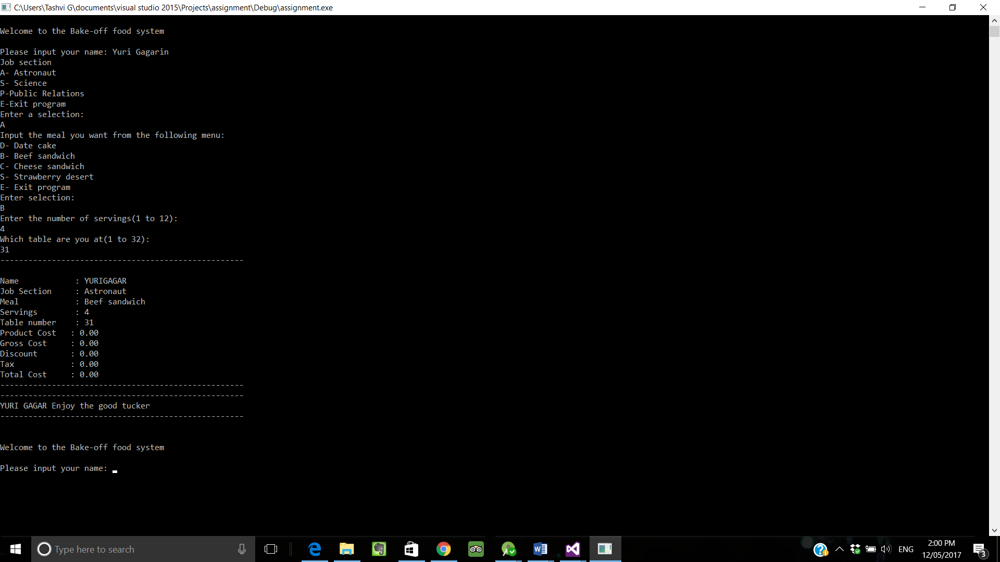 C:\Users\Tashvi G\documents\visual studio 2015\Projects\assignment\Debug\assignment.exe
Welcome to the Bake-off food system
Please input your name: Yuri Gagarin
Job section
A- Astronaut
S- Science
P-Public Relations
E-Exit program
Enter a selection:
A
Input the meal you want from the following menu:
D- Date cake
B- Beef sandwich
C- Cheese sandwich
S- Strawberry desert
E- Exit program
Enter selection:
B
Enter the number of servings(1 to 12):
4
Which table are you at(1 to 32):
31
----------------------------------------------------
Name            : YURIGAGAR
Job Section     : Astronaut
Meal            : Beef sandwich
Servings        : 4
Table number    : 31
Product Cost   : 0.00
Gross Cost     : 0.00
Discount       : 0.00
Tax            : 0.00
Total Cost     : 0.00
----------------------------------------------------
----------------------------------------------------
YURI GAGAR Enjoy the good tucker
----------------------------------------------------
Welcome to the Bake-off food system
Please input your name:
Type here to search
ENG
2:00 PM
12/05/2017
3